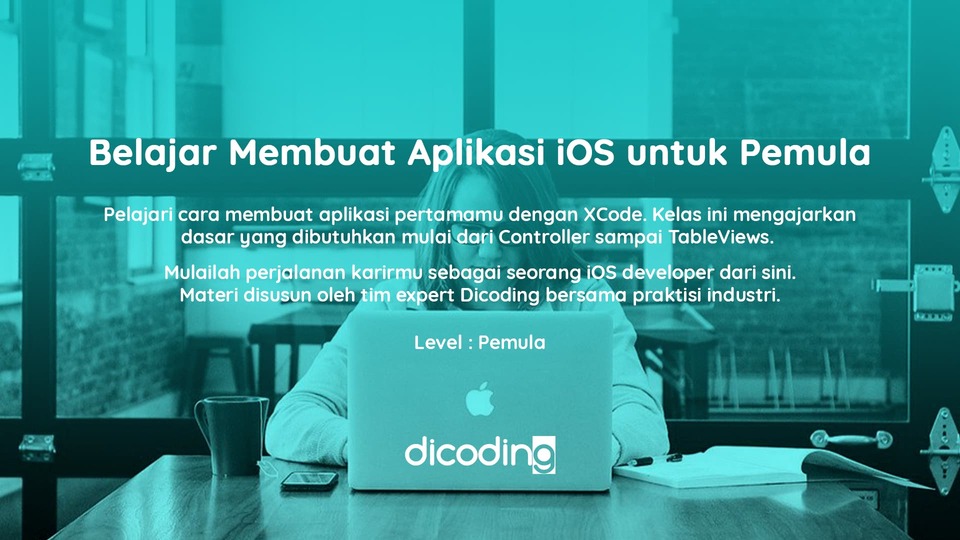 Belajar Membuat Aplikasi iOS untuk Pemula
Pelajari cara membuat aplikasi pertamamu dengan XCode. Kelas ini mengajarkan
dasar yang dibutuhkan mulai dari Controller sampai TableViews.
Mulailah perjalanan karirmu sebagai seorang iOS developer dari sini.
Materi disusun oleh tim expert Dicoding bersama praktisi industri.
Level : Pemula
dicoding